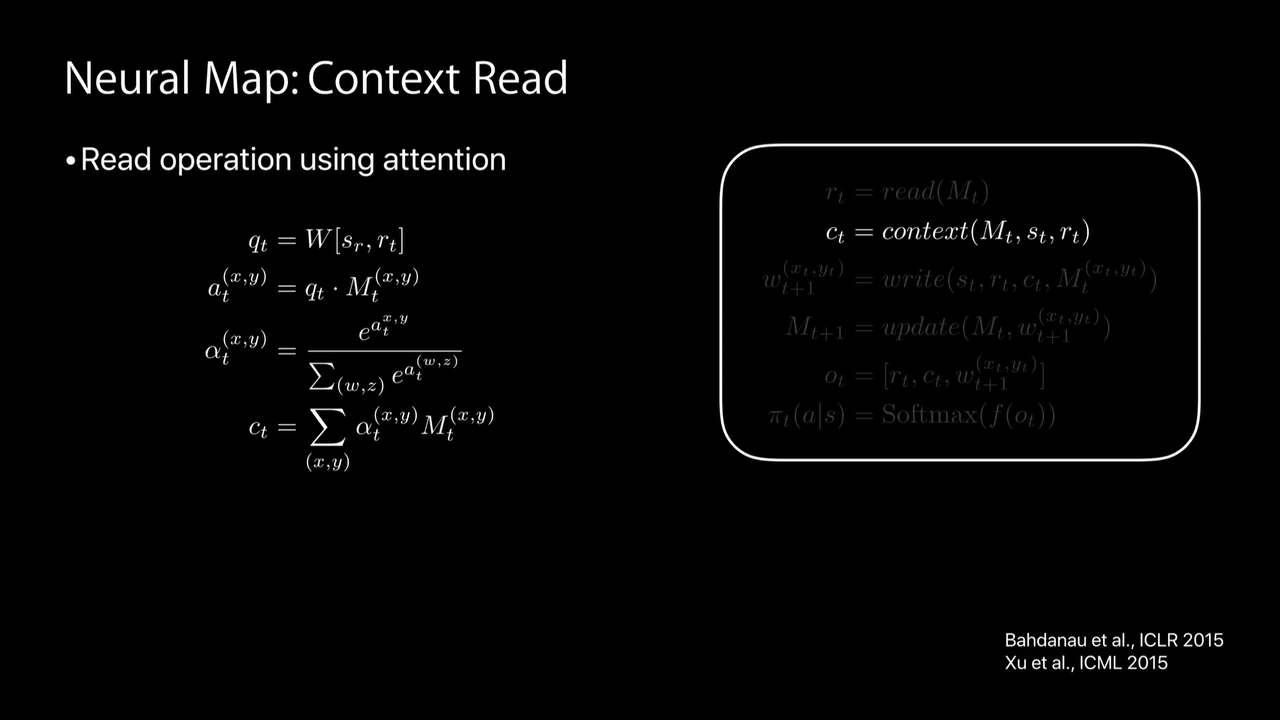 Neural Map: Context Read
•Read operation using attention
q_t = W[s_r, r_t]
a_t^{(x,y)} = q_t · M_t^{(x,y)}
α_t^{(x,y)} = \frac{e^{a_t^{x,y}}}{\sum_{(w,z)} e^{a_t^{(w,z)}}}
c_t = \sum_{(x,y)} α_t^{(x,y)} M_t^{(x,y)}
r_t = read(M_t)
c_t = context(M_t, s_t, r_t)
w_{t+1}^{(x_t,y_t)} = write(s_t, r_t, c_t, M_t^{(x_t,y_t)})
M_{t+1} = update(M_t, w_{t+1}^{(x_t,y_t)})
o_t = [r_t, c_t, w_{t+1}^{(x_t,y_t)}]
π_t(a|s) = Softmax(f(o_t))
Bahdanau et al., ICLR 2015
Xu et al., ICML 2015